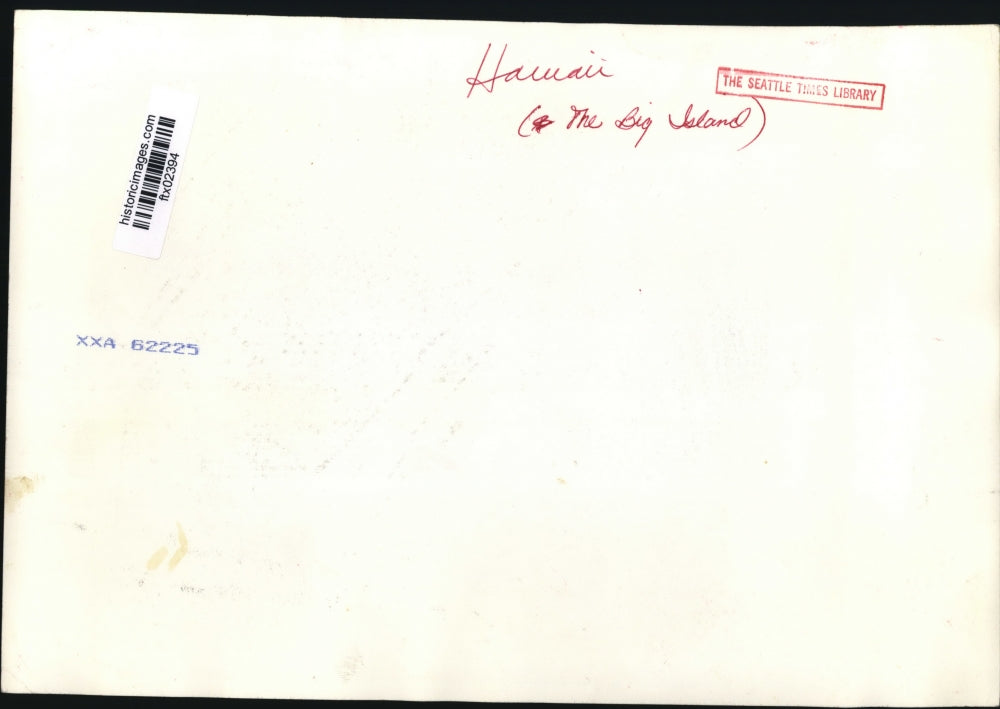 Hawaii
THE SEATTLE TIMES LIBRARY
(The Big Island)
historicimages.com
ftx02394
XXA 62225